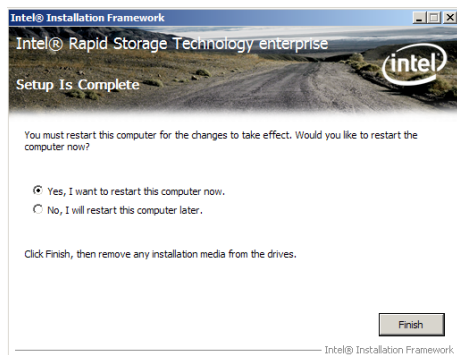 Intel® Installation Framework
Intel® Rapid Storage Technology enterprise
intel
Setup Is Complete
You must restart this computer for the changes to take effect. Would you like to restart the
computer now?
Yes, I want to restart this computer now.
No, I will restart this computer later.
Click Finish, then remove any installation media from the drives.
Finish
Intel® Installation Framework